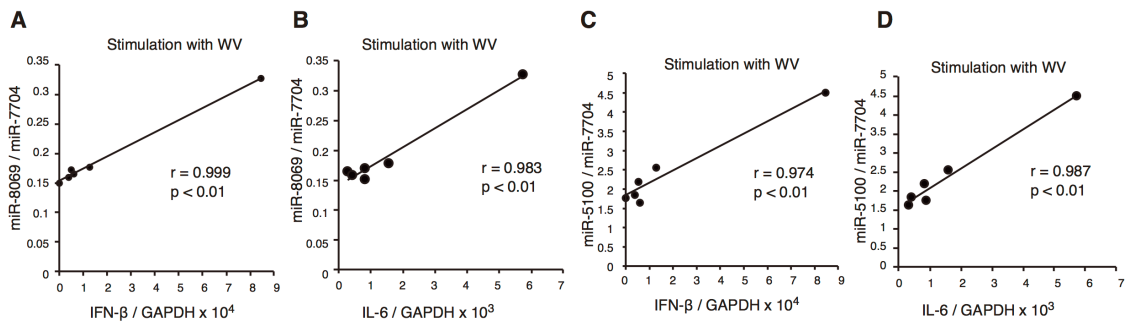 A
Stimulation with WV
miR-8069 / miR-7704
0.35
0.3
0.25
0.2
0.15
0.1
0.05
0
r = 0.999
p < 0.01
0 1 2 3 4 5 6 7 8 9
IFN-β / GAPDH x 10⁴
B
Stimulation with WV
miR-8069 / miR-7704
0.35
0.3
0.25
0.2
0.15
0.1
0.05
0
r = 0.983
p < 0.01
0 1 2 3 4 5 6 7
IL-6 / GAPDH x 10³
C
Stimulation with WV
miR-5100 / miR-7704
5
4.5
4
3.5
3
2.5
2
1.5
1
0.5
0
r = 0.974
p < 0.01
0 1 2 3 4 5 6 7 8 9
IFN-β / GAPDH x 10⁴
D
Stimulation with WV
miR-5100 / miR-7704
5
4.5
4
3.5
3
2.5
2
1.5
1
0.5
0
r = 0.987
p < 0.01
0 1 2 3 4 5 6 7
IL-6 / GAPDH x 10³